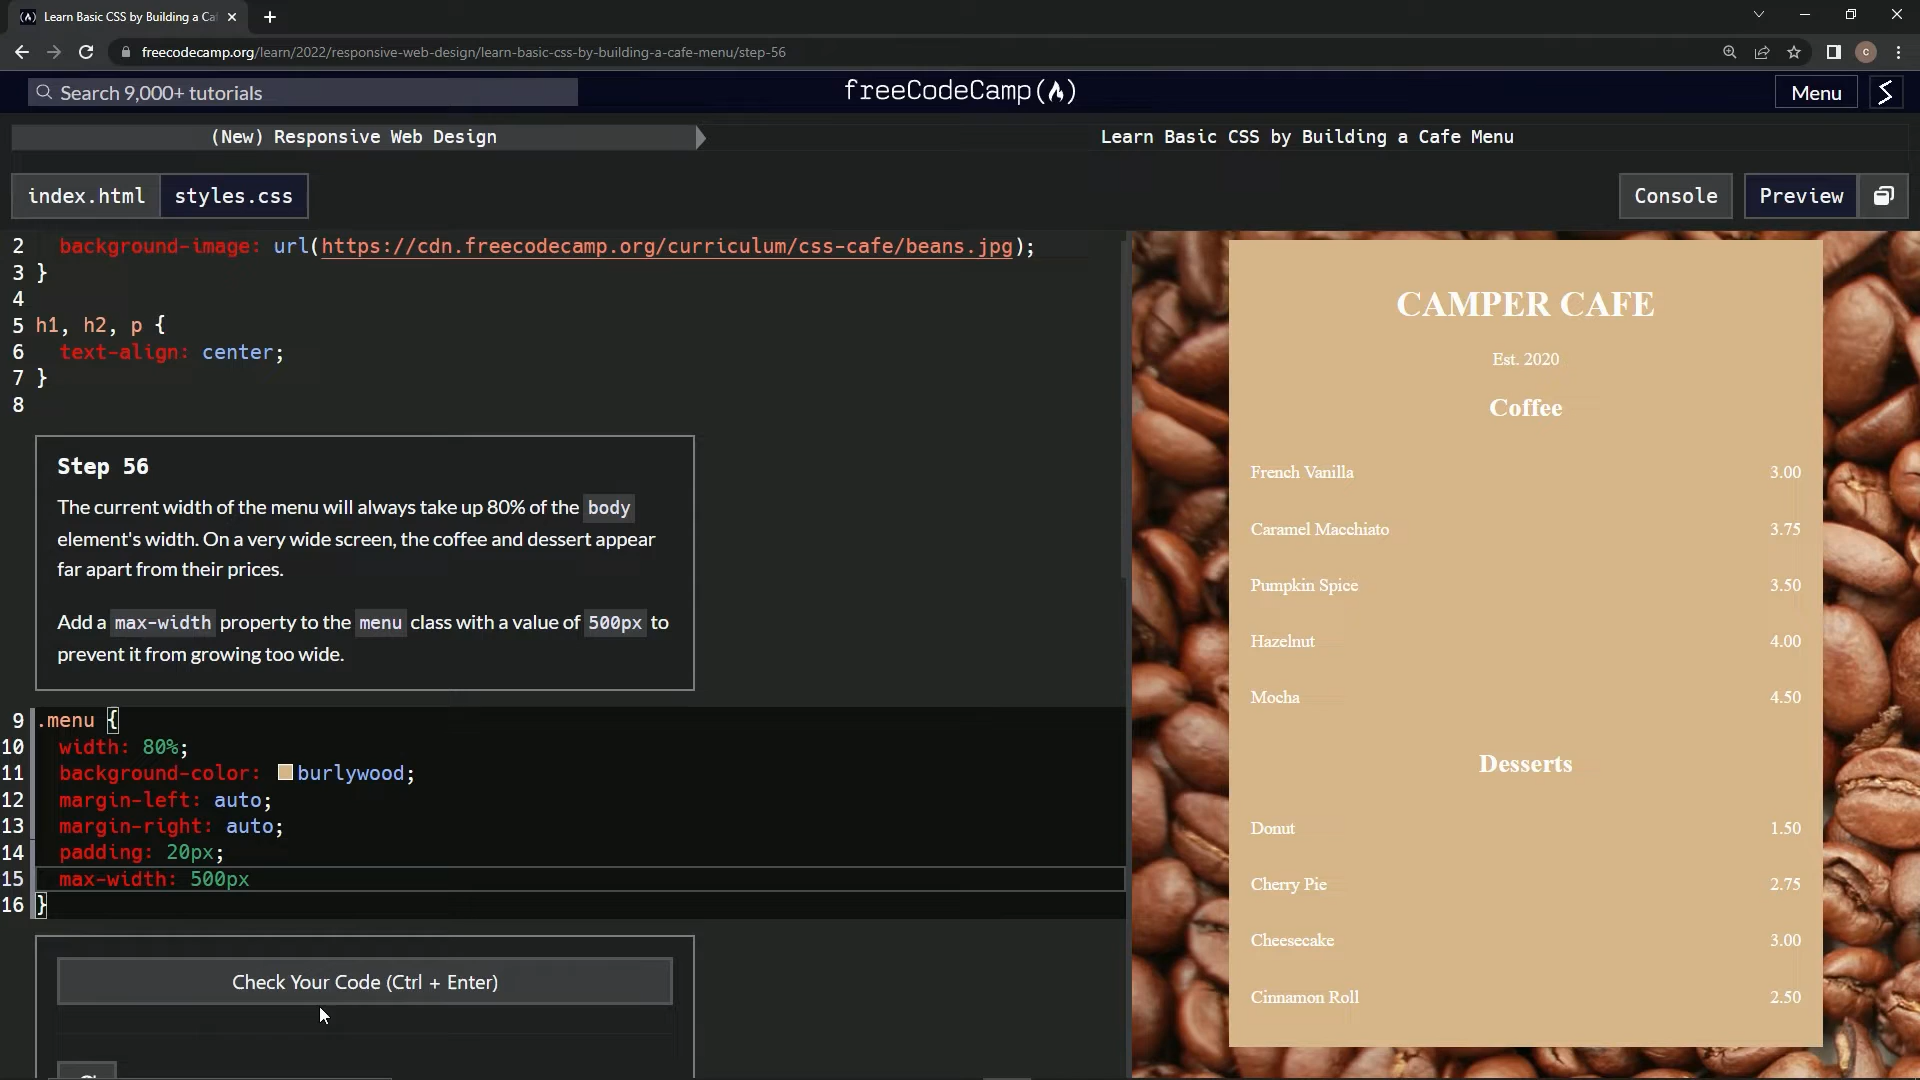 Learn Basic CSS by Building a Ca
freecodecamp.org/learn/2022/responsive-web-design/learn-basic-css-by-building-a-cafe-menu/step-56
C
Search 9,000+ tutorials
freeCodeCamp(🔥)
Menu
(New) Responsive Web Design
Learn Basic CSS by Building a Cafe Menu
index.html
styles.css
Console
Preview
2 background-image: url(https://cdn.freecodecamp.org/curriculum/css-cafe/beans.jpg);
3 }
4
5 h1, h2, p {
6 text-align: center;
7 }
8
Step 56
The current width of the menu will always take up 80% of the body
element's width. On a very wide screen, the coffee and dessert appear
far apart from their prices.
Add a max-width property to the menu class with a value of 500px to
prevent it from growing too wide.
9 .menu {
10 width: 80%;
11 background-color: burlywood;
12 margin-left: auto;
13 margin-right: auto;
14 padding: 20px;
15 max-width: 500px
16 }
Check Your Code (Ctrl + Enter)
CAMPER CAFE
Est. 2020
Coffee
French Vanilla 3.00
Caramel Macchiato 3.75
Pumpkin Spice 3.50
Hazelnut 4.00
Mocha 4.50
Desserts
Donut 1.50
Cherry Pie 2.75
Cheesecake 3.00
Cinnamon Roll 2.50